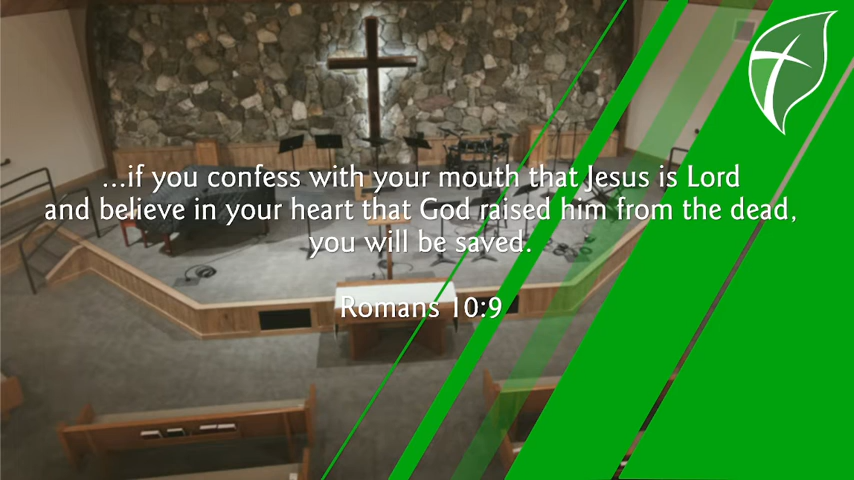 ...if you confess with your mouth that Jesus is Lord
and believe in your heart that God raised him from the dead,
you will be saved.
Romans 10:9